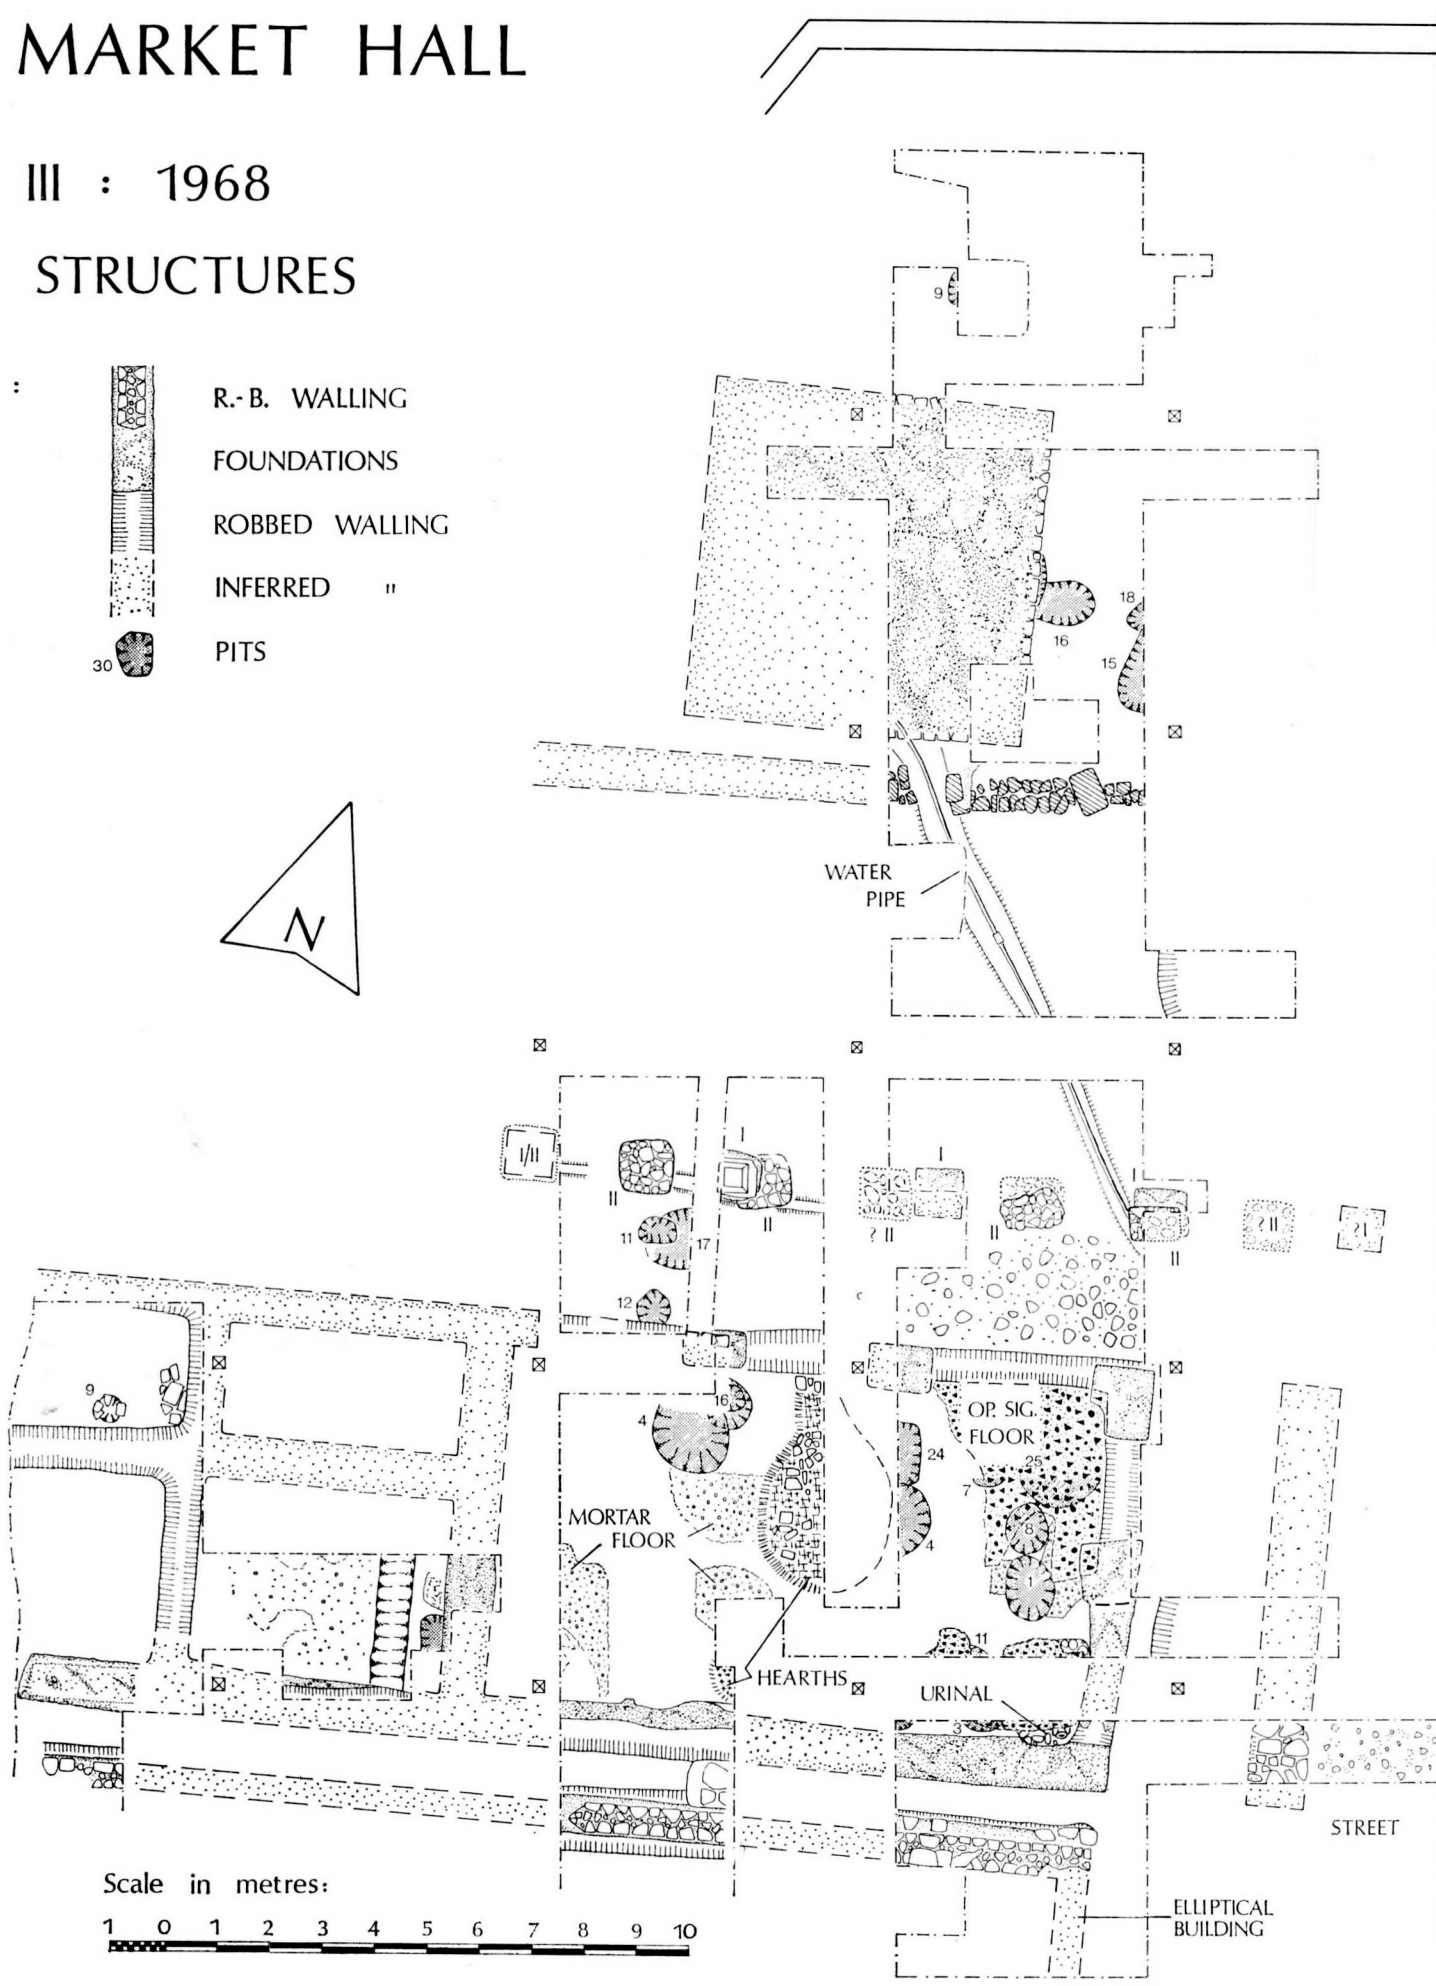 MARKET HALL
III : 1968
STRUCTURES
:
R.-B. WALLING
FOUNDATIONS
ROBBED WALLING
INFERRED "
30 PITS
9
18
16
15
WATER
PIPE
N
I
I/II
I
I
II
II
? II
II
II
? II
? I
11
17
12
9
16
4
OP. SIG.
FLOOR
24
25
7
MORTAR
FLOOR
8
4
1
11
HEARTHS
URINAL
3
STREET
Scale in metres:
1 0 1 2 3 4 5 6 7 8 9 10
ELLIPTICAL
BUILDING